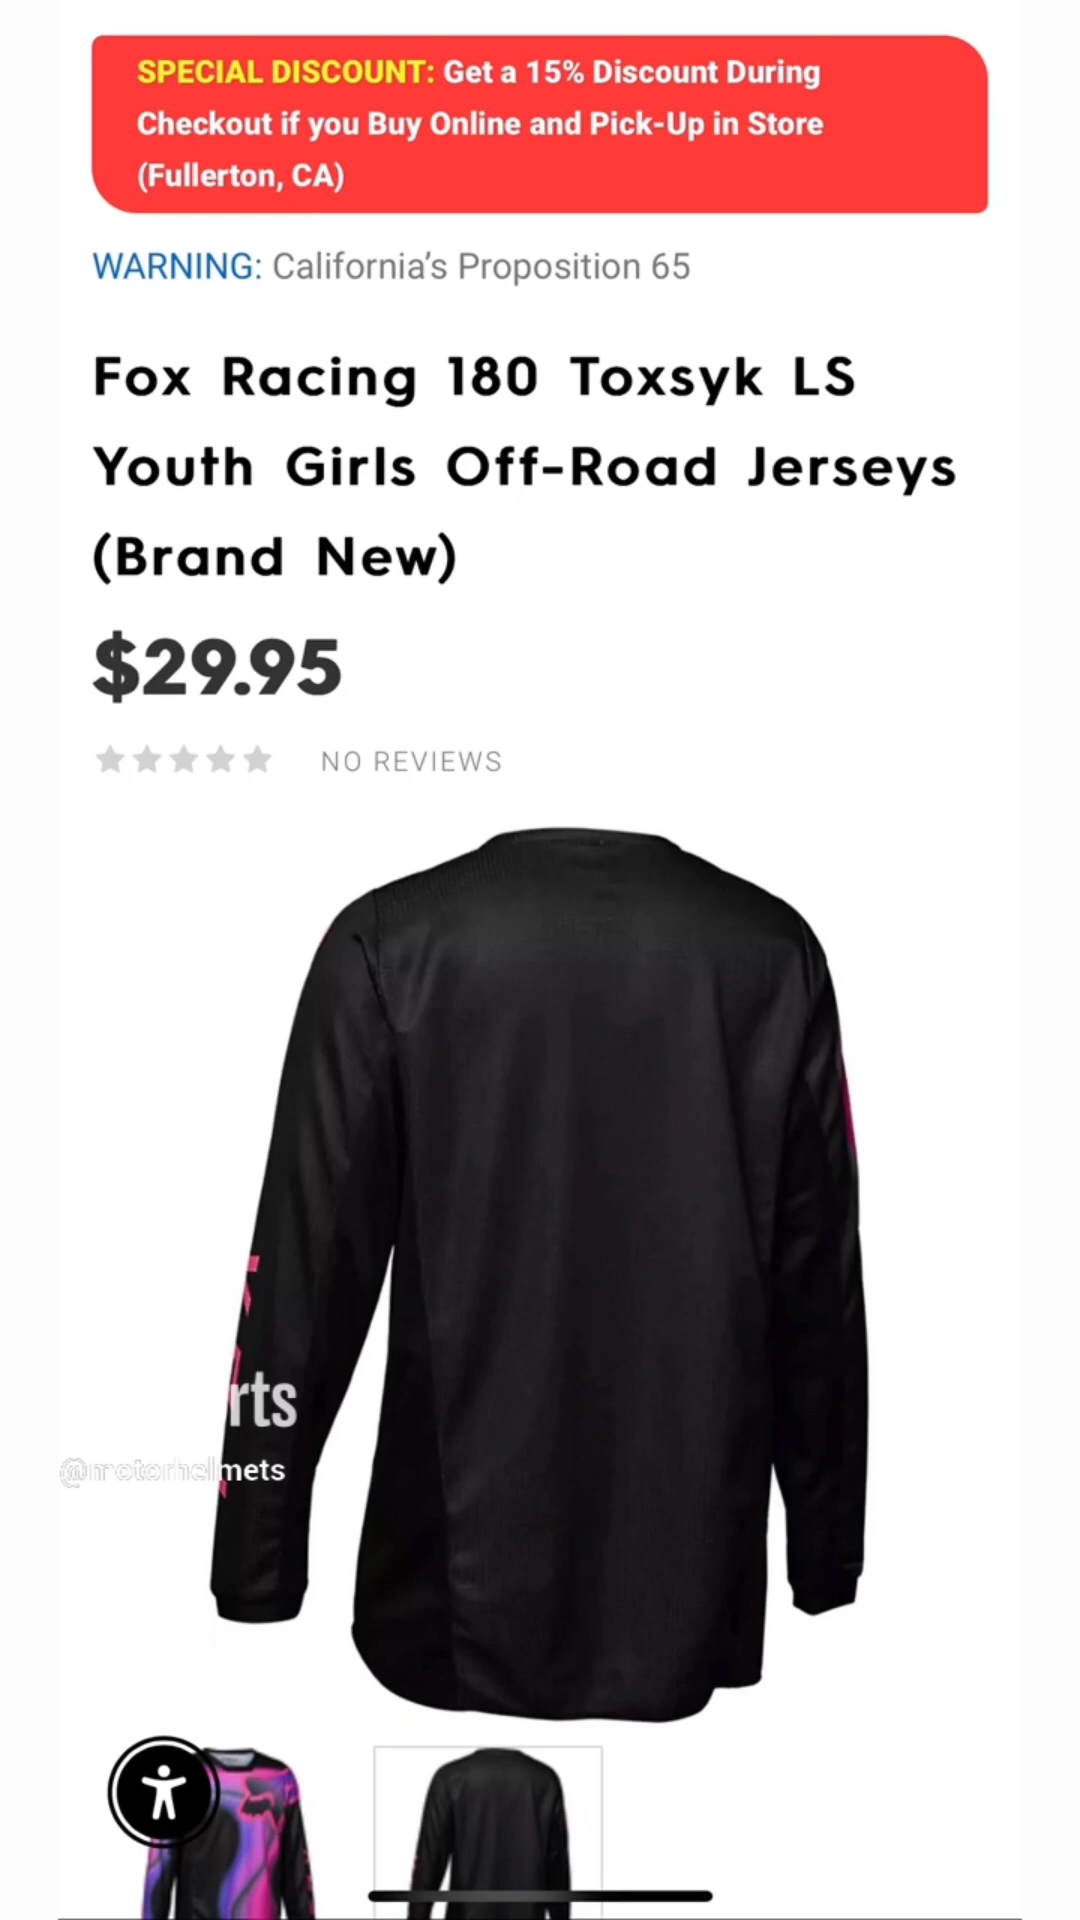 SPECIAL DISCOUNT: Get a 15% Discount During
Checkout if you Buy Online and Pick-Up in Store
(Fullerton, CA)
WARNING: California’s Proposition 65
Fox Racing 180 Toxsyk LS
Youth Girls Off-Road Jerseys
(Brand New)
$29.95
NO REVIEWS
rts
@motorhelmets